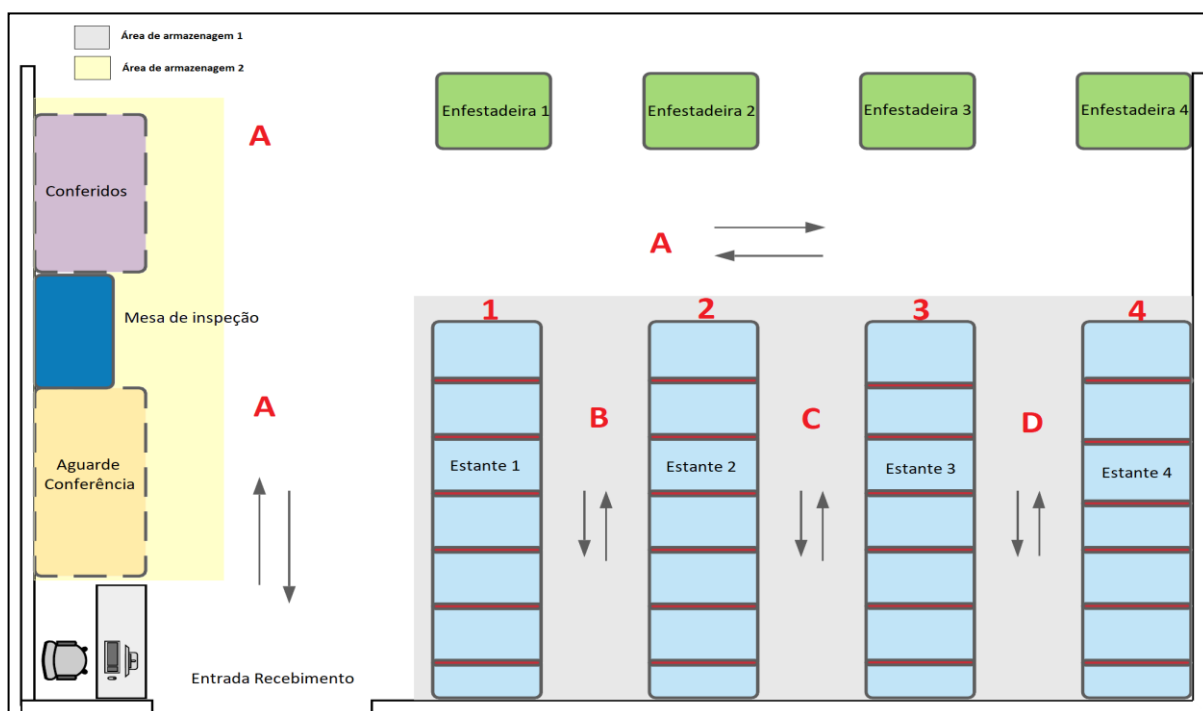 Área de armazenagem 1
Área de armazenagem 2
Enfestadeira 1
Enfestadeira 2
Enfestadeira 3
Enfestadeira 4
A
Conferidos
A
1
2
3
4
Mesa de inspeção
A
B
C
D
Aguarde
Conferência
Estante 1
Estante 2
Estante 3
Estante 4
Entrada Recebimento